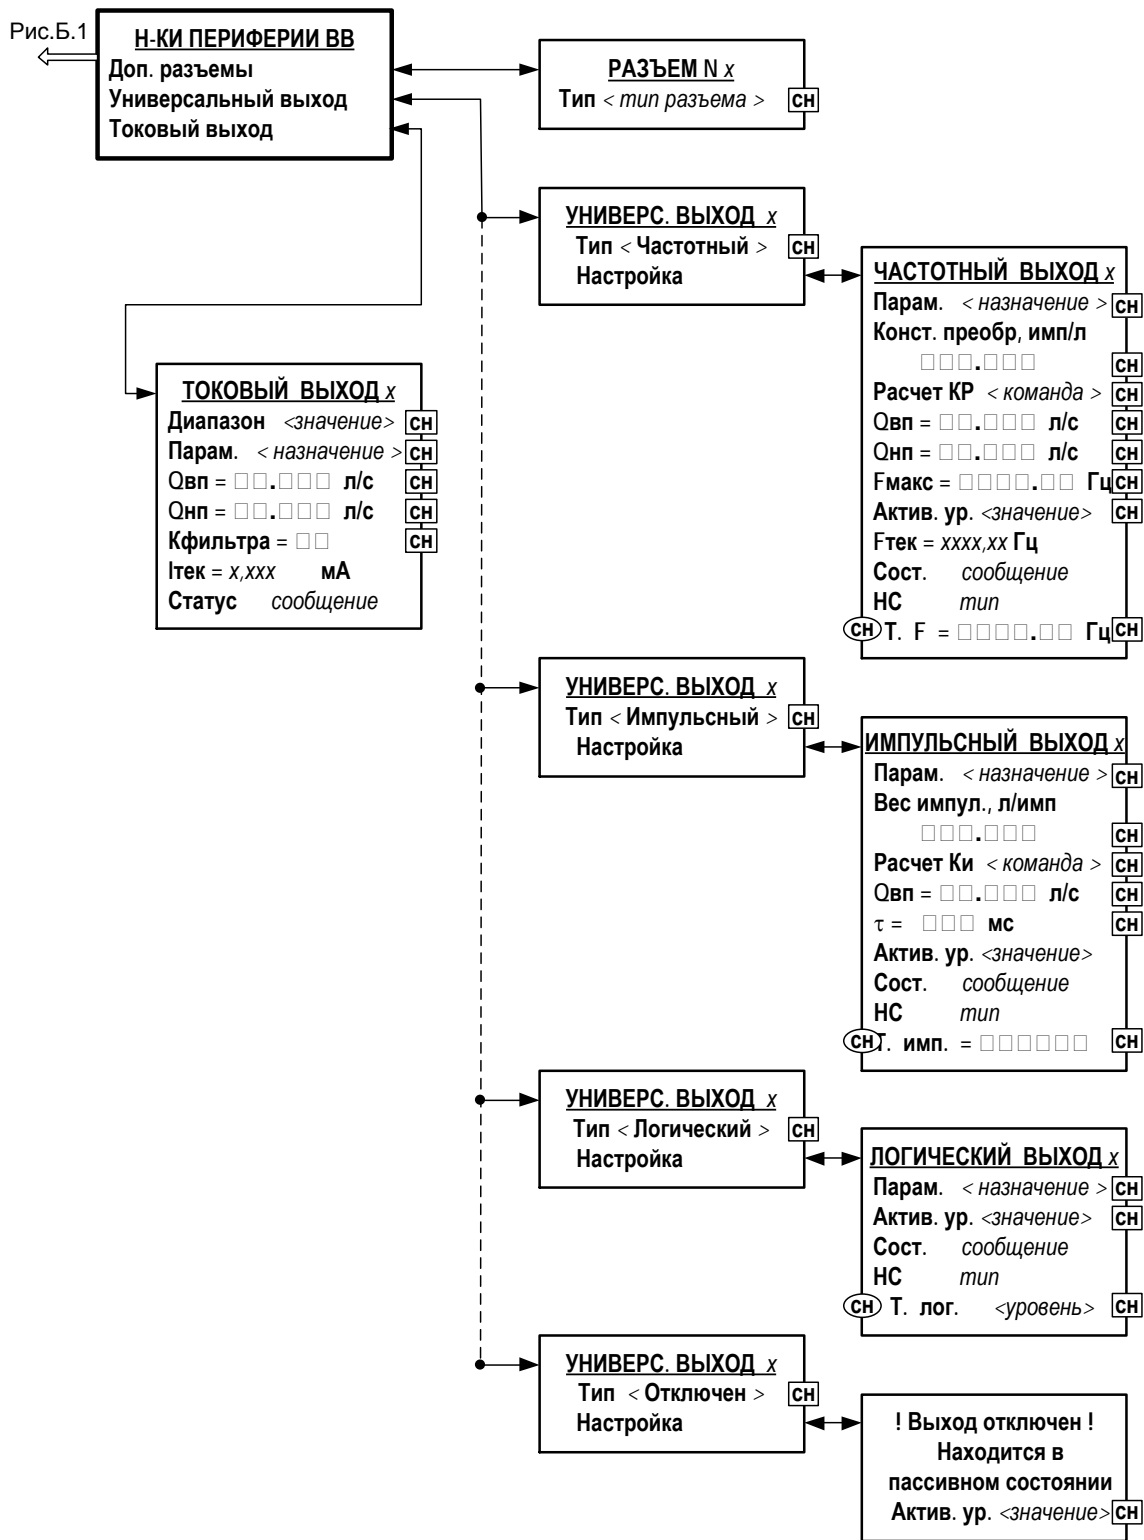 Рис.Б.1
Н-КИ ПЕРИФЕРИИ ВВ
Доп. разъемы
Универсальный выход
Токовый выход
РАЗЪЕМ N x
Тип < тип разъема > СН
УНИВЕРС. ВЫХОД x
Тип < Частотный > СН
Настройка
ЧАСТОТНЫЙ ВЫХОД x
Парам. < назначение > СН
Конст. преобр, имп/л
□□□.□□□ СН
Расчет КР < команда > СН
Qвп = □□.□□□ л/с СН
Qнп = □□.□□□ л/с СН
Fмакс = □□□□.□□ Гц СН
Актив. ур. <значение> СН
Fтек = xxxx,xx Гц
Сост. сообщение
НС тип
СН Т. F = □□□□.□□ Гц СН
ТОКОВЫЙ ВЫХОД x
Диапазон <значение> СН
Парам. < назначение > СН
Qвп = □□.□□□ л/с СН
Qнп = □□.□□□ л/с СН
Кфильтра = □□ СН
Iтек = x,xxx мА
Статус сообщение
УНИВЕРС. ВЫХОД x
Тип < Импульсный > СН
Настройка
ИМПУЛЬСНЫЙ ВЫХОД x
Парам. < назначение > СН
Вес импул., л/имп
□□□.□□□ СН
Расчет Ки < команда > СН
Qвп = □□.□□□ л/с СН
τ = □□□ мс СН
Актив. ур. <значение>
Сост. сообщение
НС тип
СН Т. имп. = □□□□□□ СН
УНИВЕРС. ВЫХОД x
Тип < Логический > СН
Настройка
ЛОГИЧЕСКИЙ ВЫХОД x
Парам. < назначение > СН
Актив. ур. <значение> СН
Сост. сообщение
НС тип
СН Т. лог. <уровень> СН
УНИВЕРС. ВЫХОД x
Тип < Отключен > СН
Настройка
! Выход отключен !
Находится в
пассивном состоянии
Актив. ур. <значение> СН